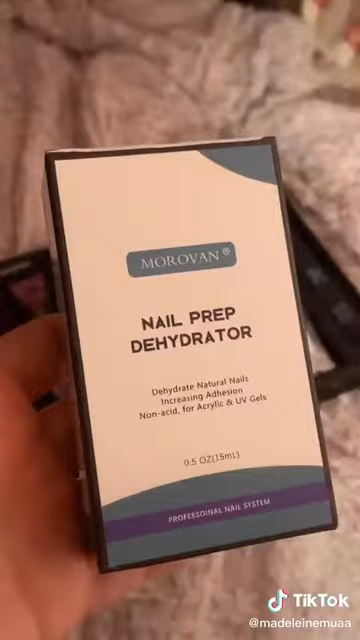 MOROVAN®
NAIL PREP
DEHYDRATOR
Dehydrate Natural Nails
Increasing Adhesion
Non-acid, for Acrylic & UV Gels
0.5 OZ(15mL)
PROFESSOINAL NAIL SYSTEM
TikTok
@madeleinemuaa